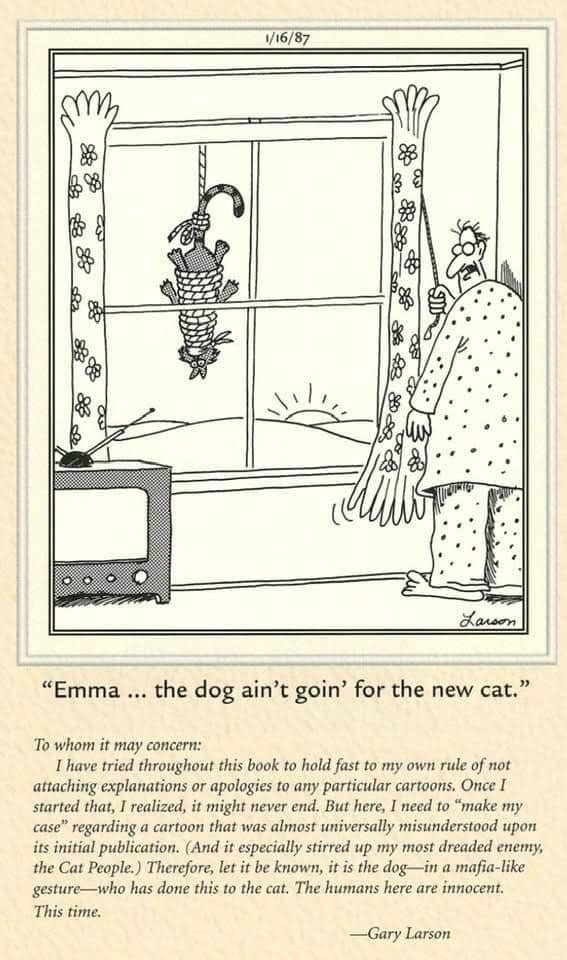 1/16/87
Larson
“Emma ... the dog ain’t goin’ for the new cat.”
To whom it may concern:
I have tried throughout this book to hold fast to my own rule of not
attaching explanations or apologies to any particular cartoons. Once I
started that, I realized, it might never end. But here, I need to “make my
case” regarding a cartoon that was almost universally misunderstood upon
its initial publication. (And it especially stirred up my most dreaded enemy,
the Cat People.) Therefore, let it be known, it is the dog—in a mafia-like
gesture—who has done this to the cat. The humans here are innocent.
This time.
—Gary Larson